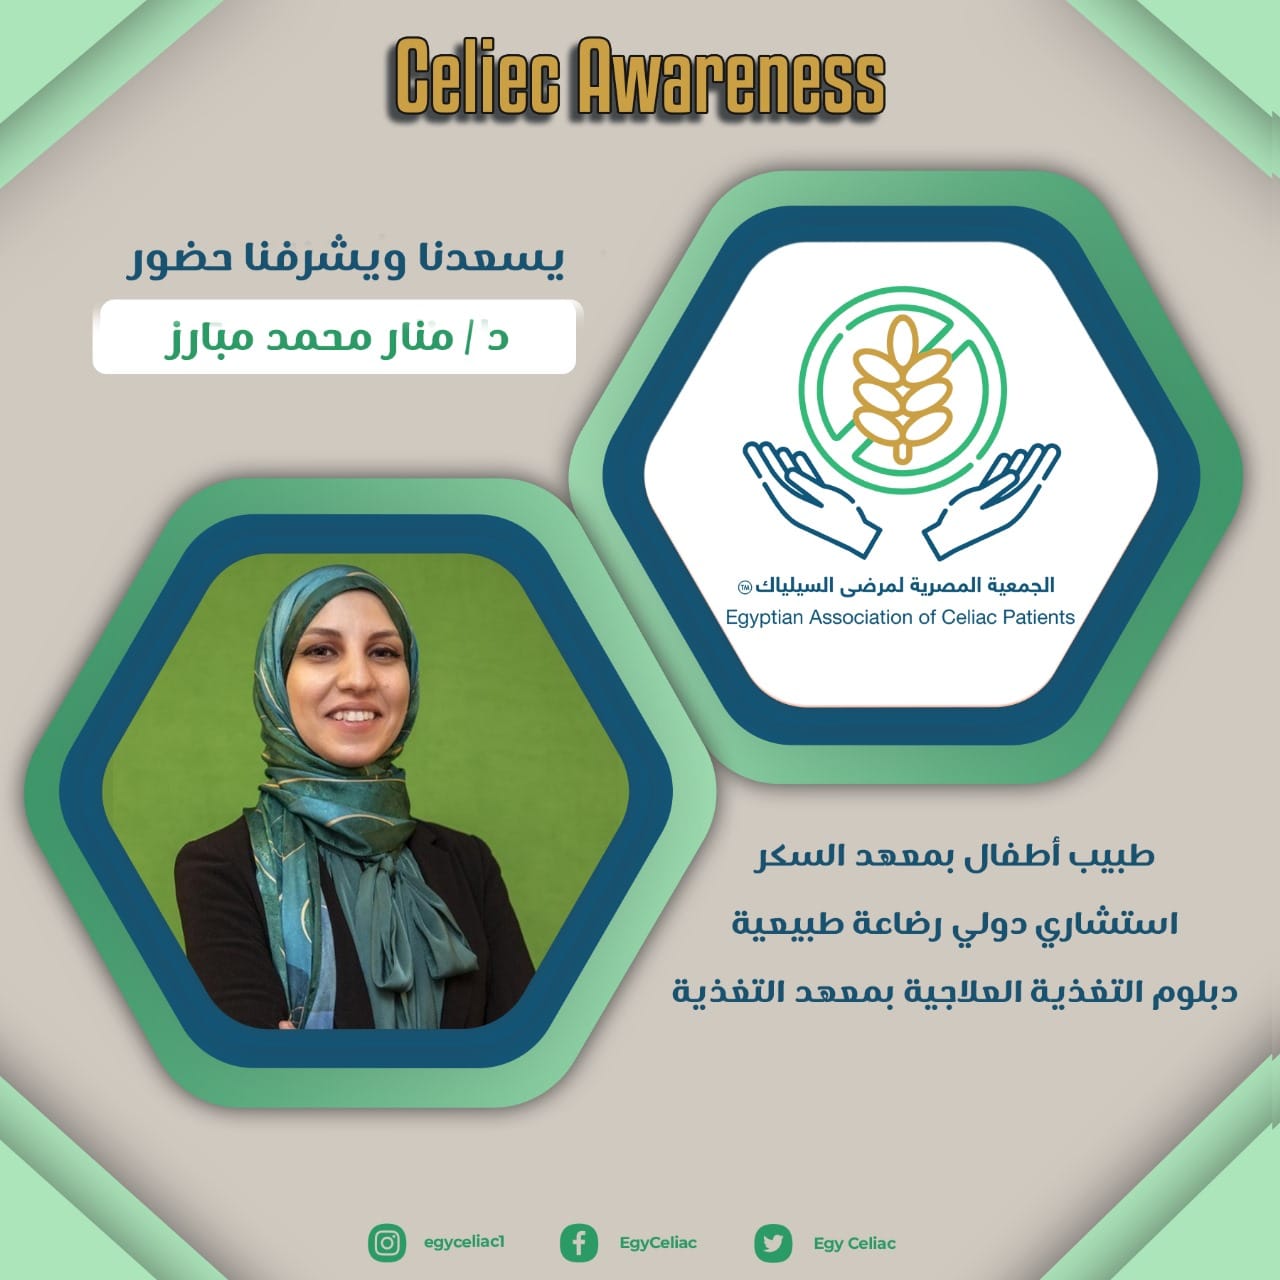 Celiec Awareness
يسعدنا ويشرفنا حضور
د / منار محمد مبارز
الجمعية المصرية لمرضى السيلياك TM
Egyptian Association of Celiac Patients
طبيب أطفال بمعهد السكر
استشاري دولي رضاعة طبيعية
دبلوم التغذية العلاجية بمعهد التغذية
egyceliac1
EgyCeliac
Egy Celiac